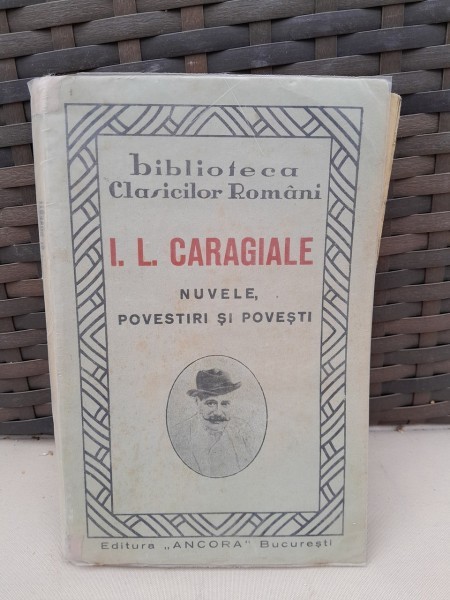 biblioteca
Clasicilor Români
I. L. CARAGIALE
NUVELE,
POVESTIRI ȘI POVEȘTI
Editura „ANCORA" București